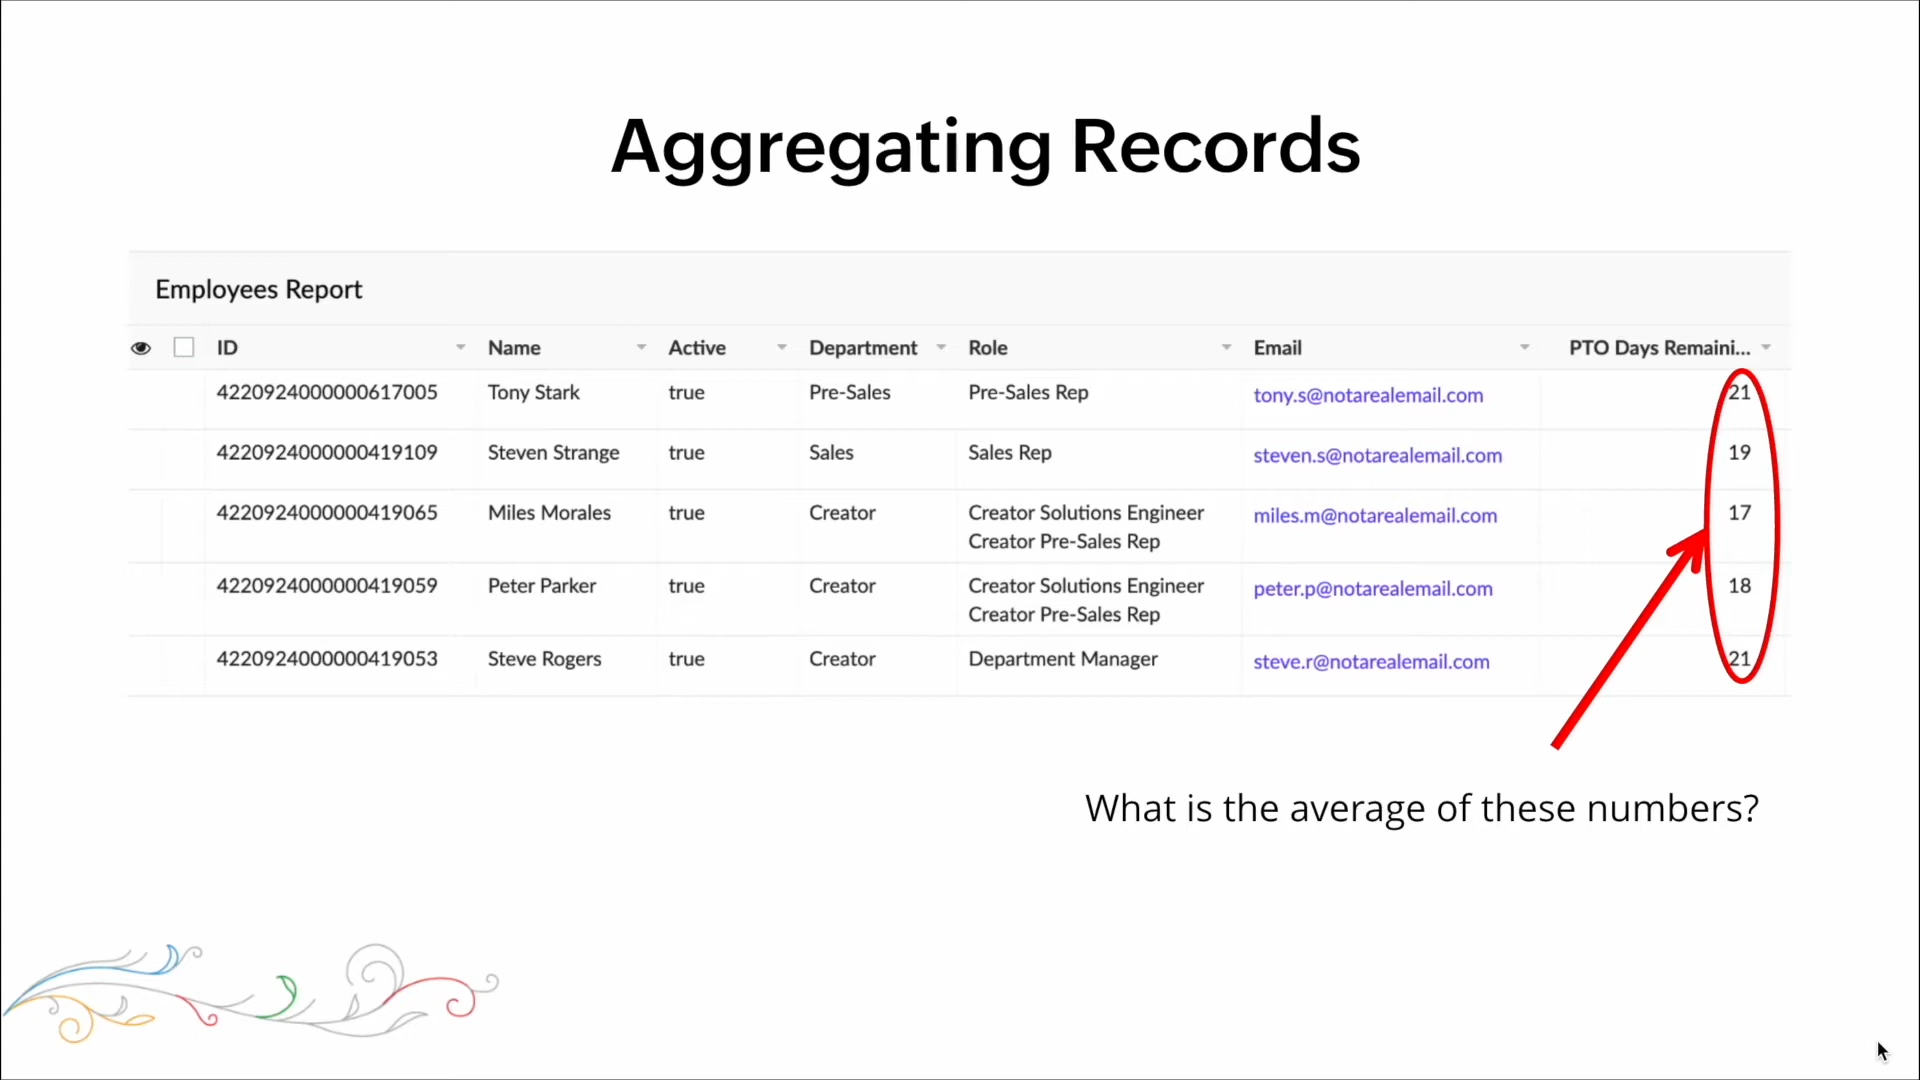 Aggregating Records
Employees Report
ID Name Active Department Role Email PTO Days Remaini...
4220924000000617005 Tony Stark true Pre-Sales Pre-Sales Rep tony.s@notarealemail.com 21
4220924000000419109 Steven Strange true Sales Sales Rep steven.s@notarealemail.com 19
4220924000000419065 Miles Morales true Creator Creator Solutions Engineer miles.m@notarealemail.com 17
Creator Pre-Sales Rep
4220924000000419059 Peter Parker true Creator Creator Solutions Engineer peter.p@notarealemail.com 18
Creator Pre-Sales Rep
4220924000000419053 Steve Rogers true Creator Department Manager steve.r@notarealemail.com 21
What is the average of these numbers?